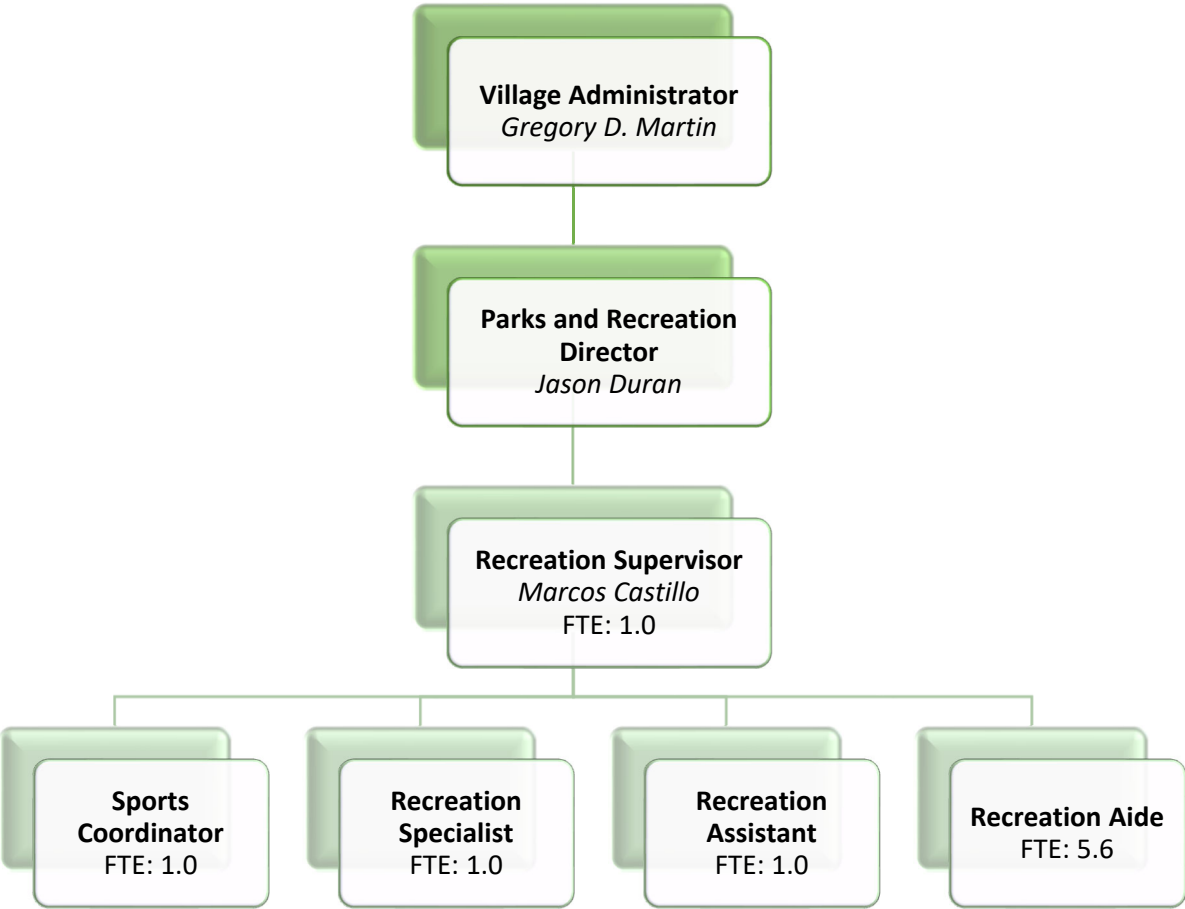 Village Administrator
Gregory D. Martin
Parks and Recreation
Director
Jason Duran
Recreation Supervisor
Marcos Castillo
FTE: 1.0
Sports
Coordinator
FTE: 1.0
Recreation
Specialist
FTE: 1.0
Recreation
Assistant
FTE: 1.0
Recreation Aide
FTE: 5.6